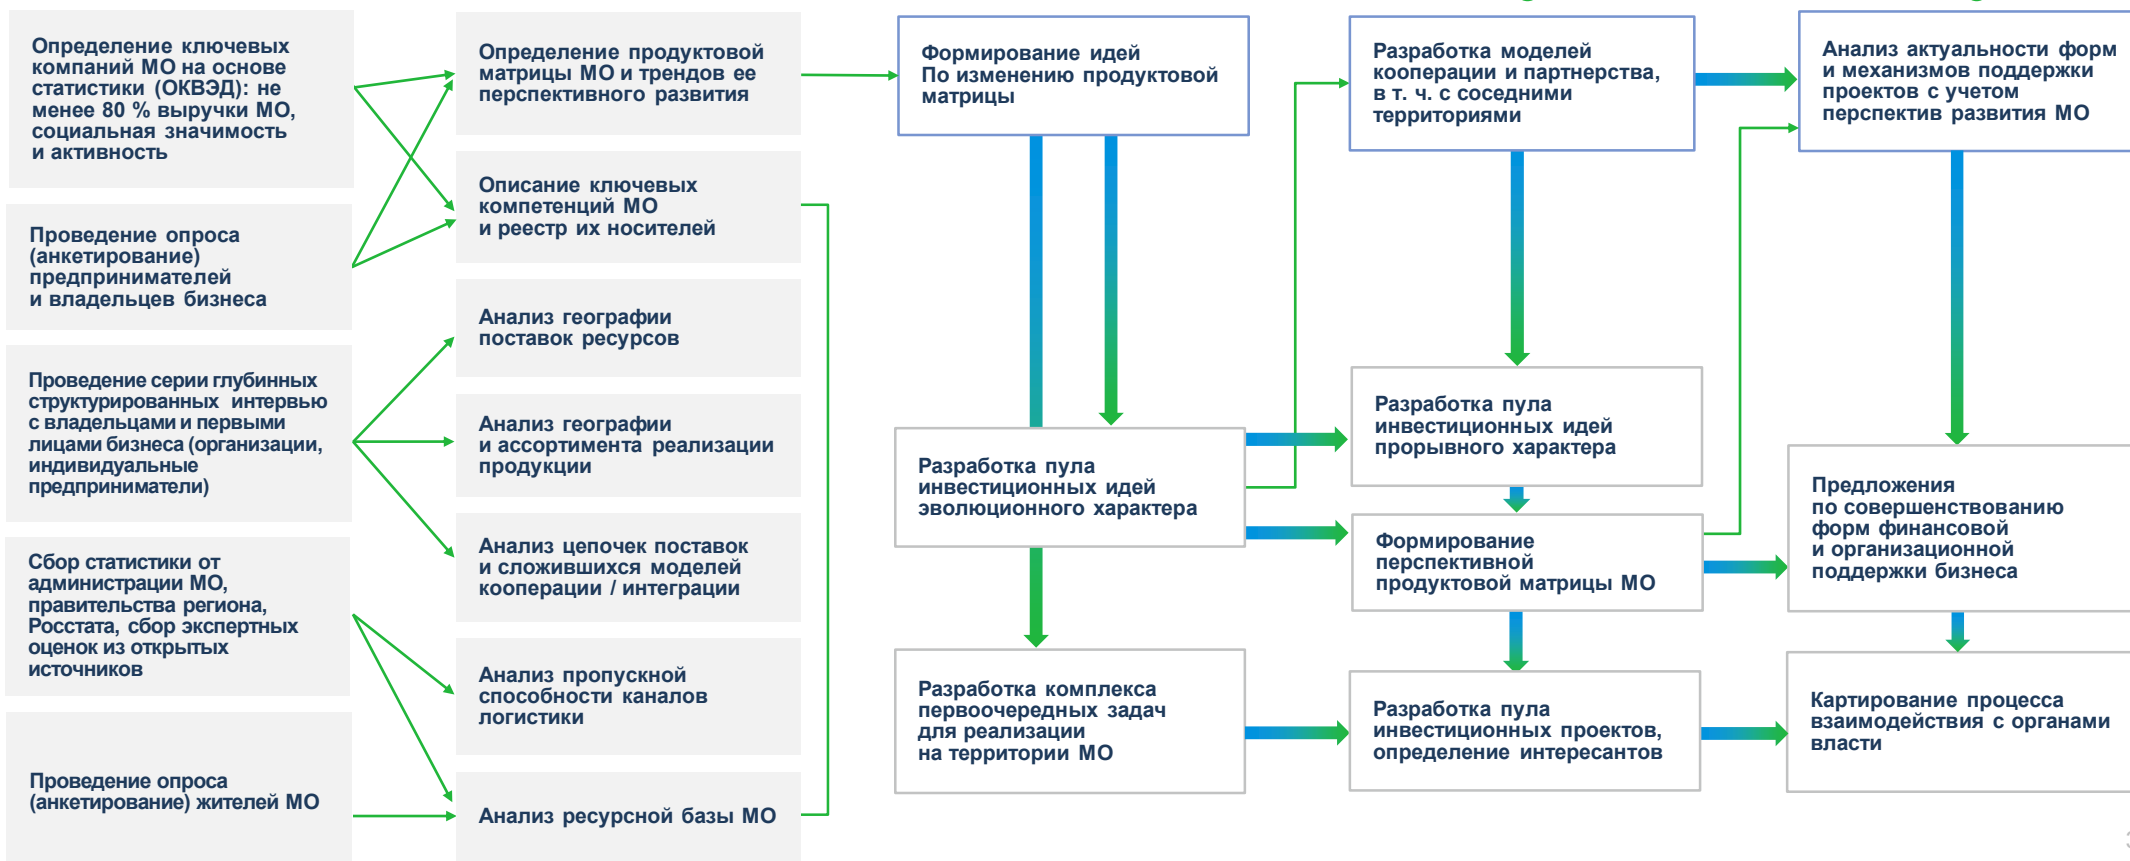 Определение ключевых
компаний МО на основе
статистики (ОКВЭД): не
менее 80 % выручки МО,
социальная значимость
и активность
Проведение опроса
(анкетирование)
предпринимателей
и владельцев бизнеса
Проведение серии глубинных
структурированных интервью
с владельцами и первыми
лицами бизнеса (организации,
индивидуальные
предприниматели)
Сбор статистики от
администрации МО,
правительства региона,
Росстата, сбор экспертных
оценок из открытых
источников
Проведение опроса
(анкетирование) жителей МО
Определение продуктовой
матрицы МО и трендов ее
перспективного развития
Описание ключевых
компетенций МО
и реестр их носителей
Анализ географии
поставок ресурсов
Анализ географии
и ассортимента реализации
продукции
Анализ цепочек поставок
и сложившихся моделей
кооперации / интеграции
Анализ пропускной
способности каналов
логистики
Анализ ресурсной базы МО
Формирование идей
По изменению продуктовой
матрицы
Разработка пула
инвестиционных идей
эволюционного характера
Разработка комплекса
первоочередных задач
для реализации
на территории МО
Разработка моделей
кооперации и партнерства,
в т. ч. с соседними
территориями
Разработка пула
инвестиционных идей
прорывного характера
Формирование
перспективной
продуктовой матрицы МО
Разработка пула
инвестиционных проектов,
определение интересантов
Анализ актуальности форм
и механизмов поддержки
проектов с учетом
перспектив развития МО
Предложения
по совершенствованию
форм финансовой
и организационной
поддержки бизнеса
Картирование процесса
взаимодействия с органами
власти